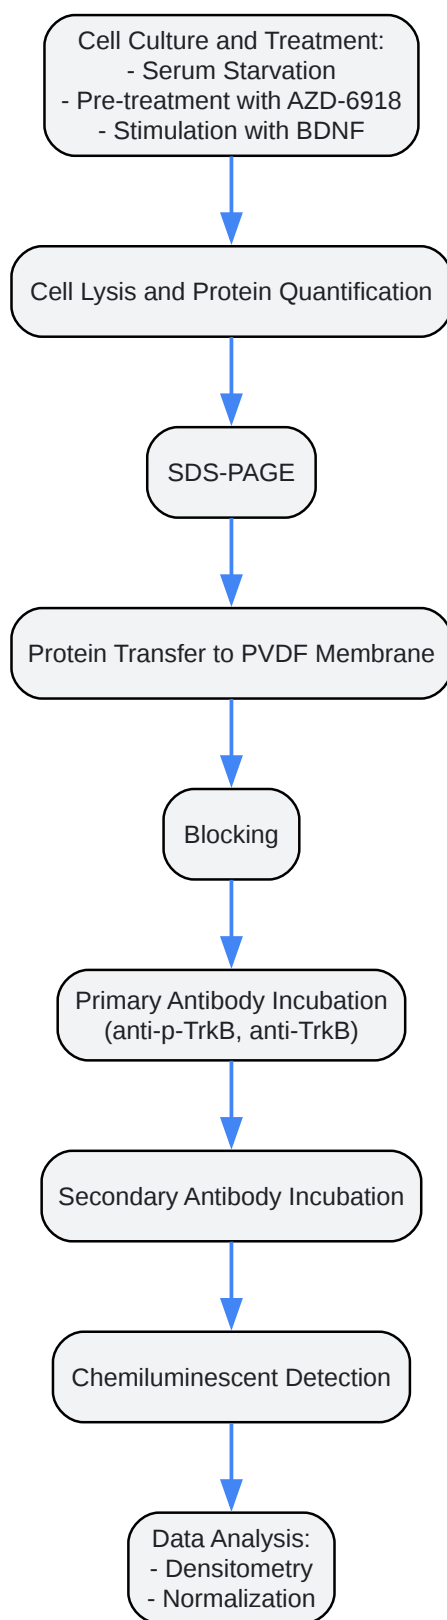 Cell Culture and Treatment:
- Serum Starvation
- Pre-treatment with AZD-6918
- Stimulation with BDNF
Cell Lysis and Protein Quantification
SDS-PAGE
Protein Transfer to PVDF Membrane
Blocking
Primary Antibody Incubation
(anti-p-TrkB, anti-TrkB)
Secondary Antibody Incubation
Chemiluminescent Detection
Data Analysis:
- Densitometry
- Normalization